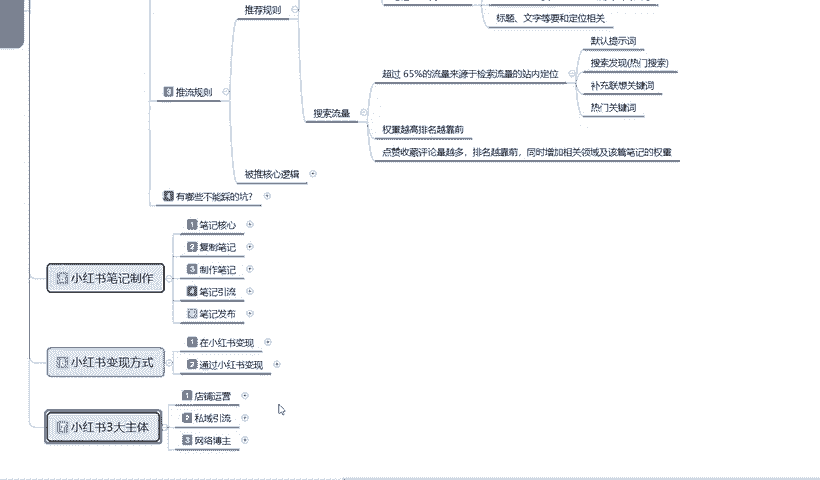 推荐规则
标题、文字等要和定位相关
默认提示词
搜索发现(热门搜索)
超过 65%的流量来源于检索流量的站内定位
补充联想关键词
3 推流规则
热门关键词
搜索流量
权重越高排名越靠前
点赞收藏评论量越多，排名越靠前，同时增加相关领域及该篇笔记的权重
被推核心逻辑
4 有哪些不能踩的坑？
1 笔记核心
2 复制笔记
小红书笔记制作
3 制作笔记
4 笔记引流
笔记发布
1 在小红书变现
小红书变现方式
2 通过小红书变现
1 店铺运营
小红书3大主体
2 私域引流
3 网络博主